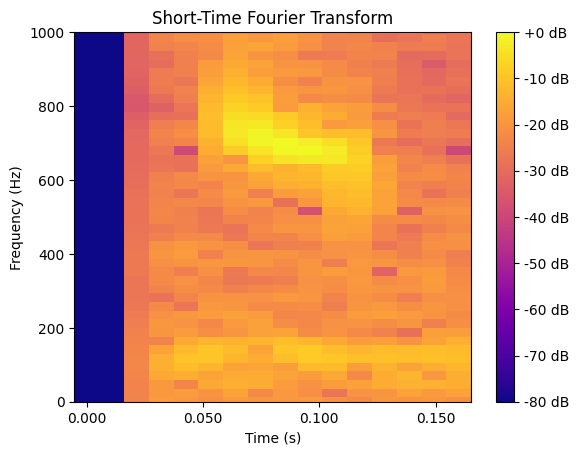 Short-Time Fourier Transform
Frequency (Hz)
1000
800
600
400
200
0
0.000
0.050
0.100
0.150
Time (s)
+0 dB
-10 dB
-20 dB
-30 dB
-40 dB
-50 dB
-60 dB
-70 dB
-80 dB